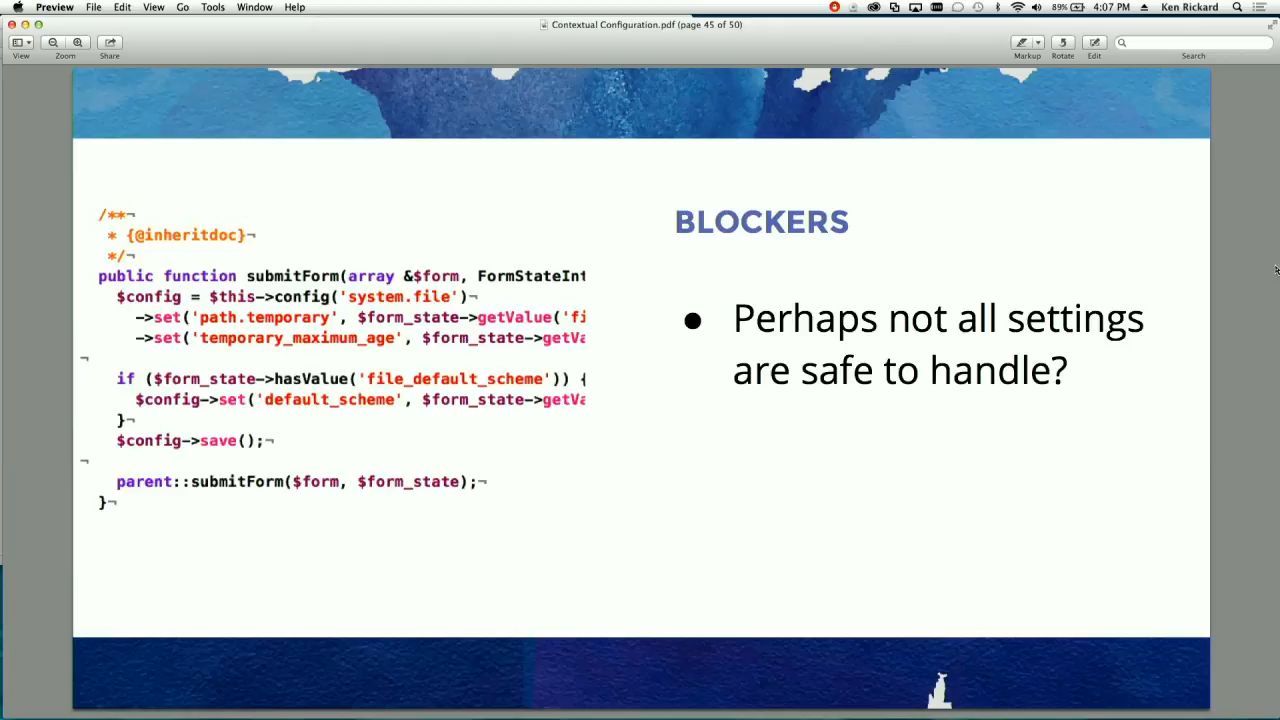 Preview File Edit View Go Tools Window Help 89% 4:07 PM Ken Rickard
Contextual Configuration.pdf (page 45 of 50)
View Zoom Share Markup Rotate Edit Search
/**¬
* {@inheritdoc}¬
*/¬
public function submitForm(array &$form, FormStateInt
$config = $this->config('system.file')¬
->set('path.temporary', $form_state->getValue('fi
->set('temporary_maximum_age', $form_state->getVa
¬
if ($form_state->hasValue('file_default_scheme')) {
$config->set('default_scheme', $form_state->getVa
}¬
$config->save();¬
¬
parent::submitForm($form, $form_state);¬
}¬
BLOCKERS
● Perhaps not all settings
are safe to handle?